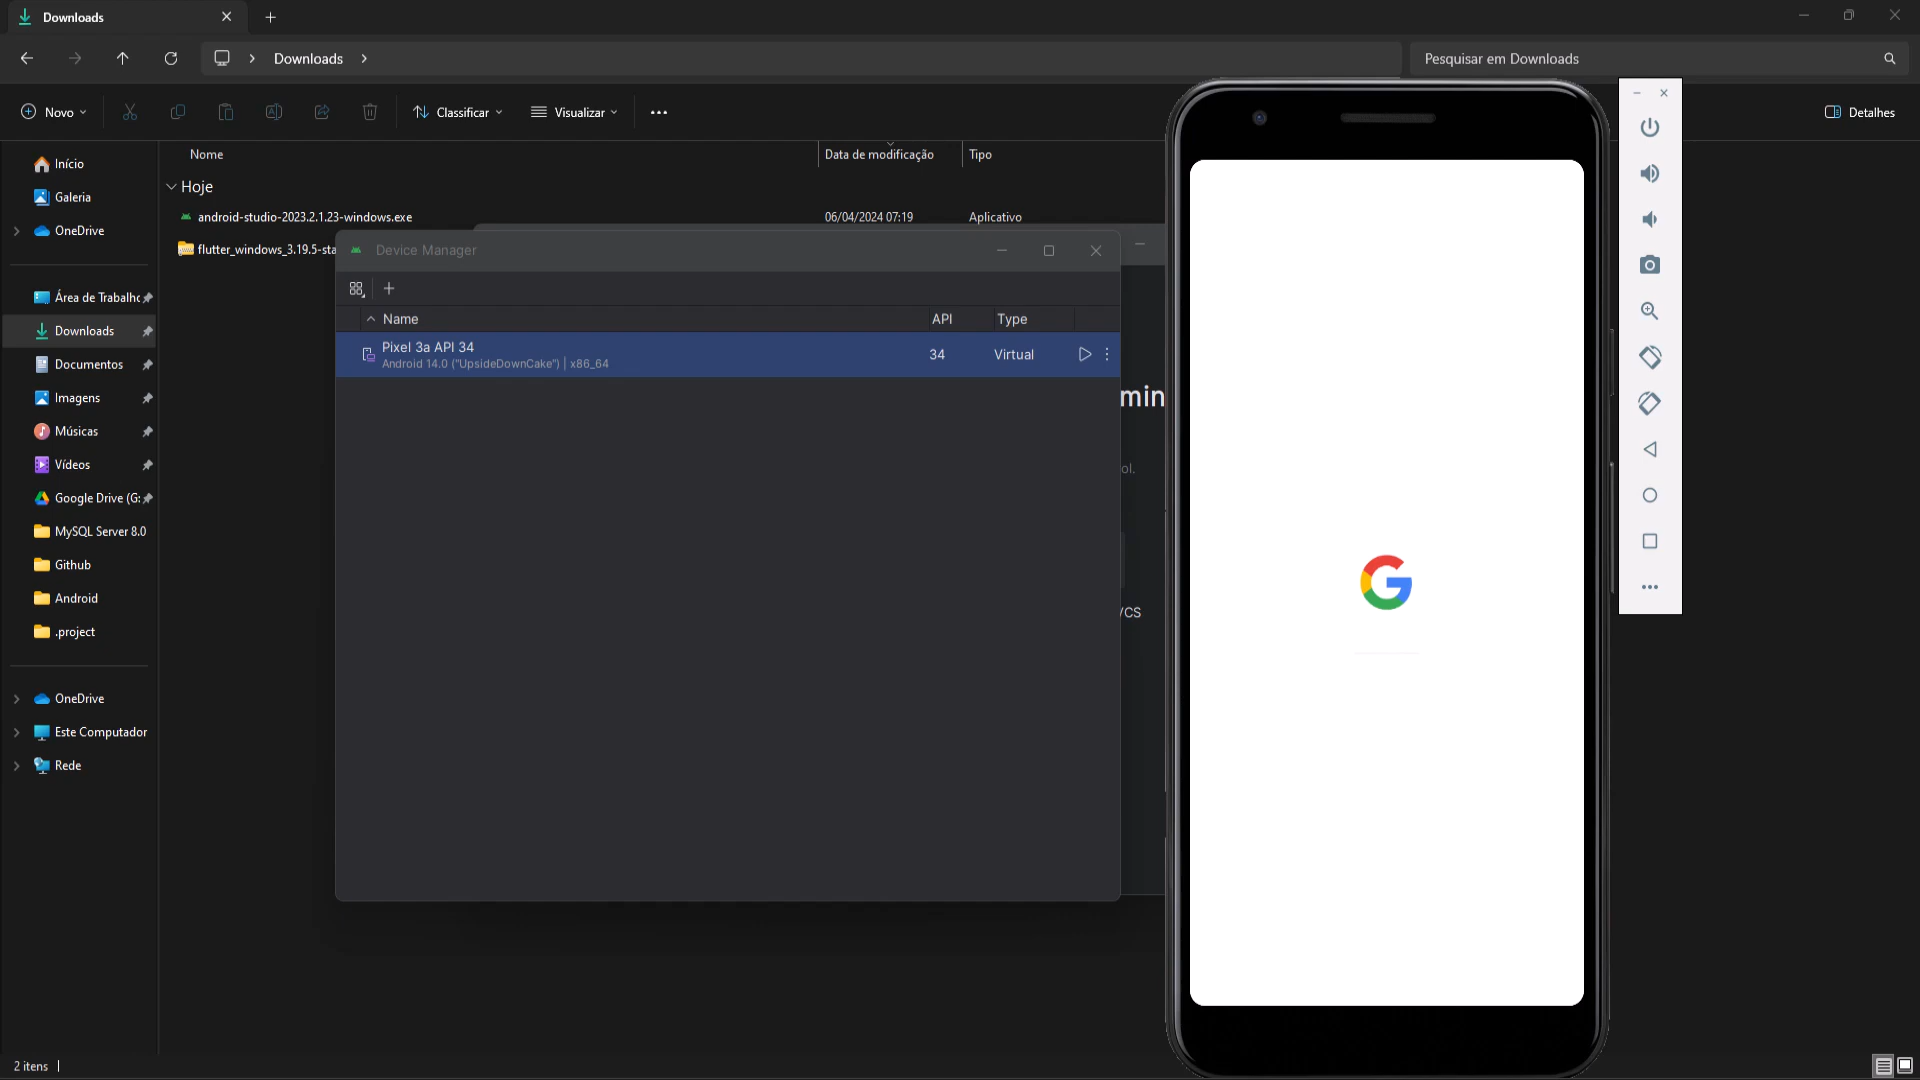 Downloads
Downloads
Pesquisar em Downloads
Novo
Classificar
Visualizar
Detalhes
Nome
Data de modificação
Tipo
Hoje
android-studio-2023.2.1.23-windows.exe
06/04/2024 07:19
Aplicativo
flutter_windows_3.19.5-sta
Início
Galeria
OneDrive
Área de Trabalho
Downloads
Documentos
Imagens
Músicas
Vídeos
Google Drive (G:
MySQL Server 8.0
Github
Android
.project
OneDrive
Este Computador
Rede
Device Manager
Name
API
Type
Pixel 3a API 34
Android 14.0 ("UpsideDownCake") | x86_64
34
Virtual
min
ol.
VCS
G
2 itens